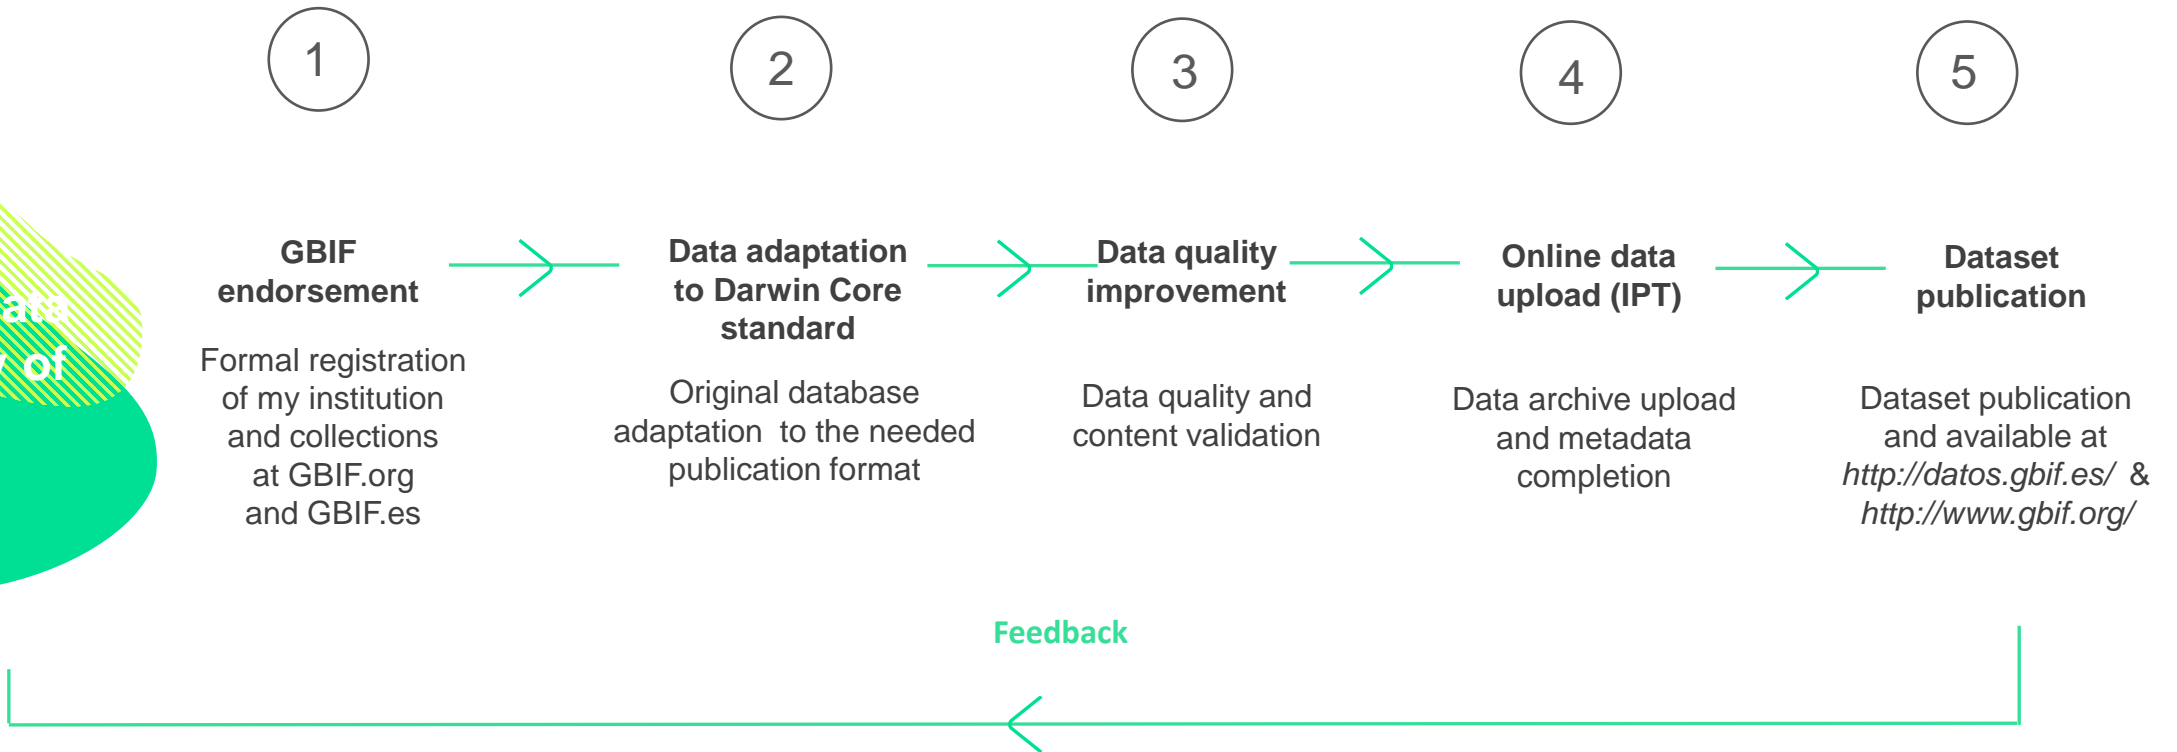 1
2
3
4
5
GBIF
endorsement
Formal registration
of my institution
and collections
at GBIF.org
and GBIF.es
Data adaptation
to Darwin Core
standard
Original database
adaptation to the needed
publication format
Data quality
improvement
Data quality and
content validation
Online data
upload (IPT)
Data archive upload
and metadada
completion
Dataset
publication
Dataset publication
and available at
http://datos.gbif.es/ &
http://www.gbif.org/
of
Feedback